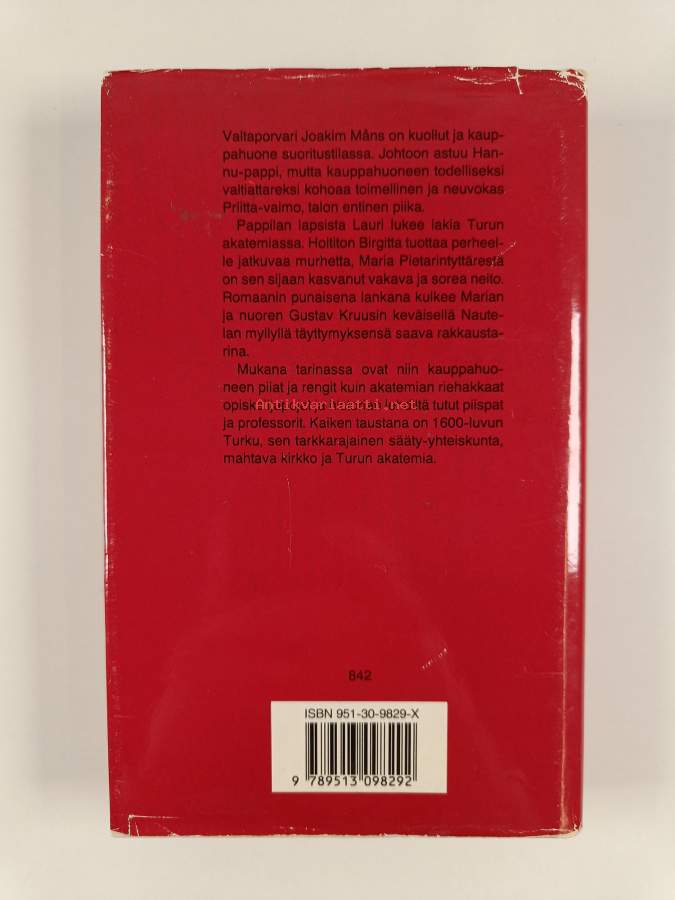 Valtaporvari Joakim Måns on kuollut ja kaup-
pahuone suoritustilassa. Johtoon astuu Han-
nu-pappi, mutta kauppahuoneen todelliseksi
valtiattareksi kohoaa toimellinen ja neuvokas
Priitta-vaimo, talon entinen piika.
Pappilan lapsista Lauri lukee lakia Turun
akatemiassa. Holtiton Birgitta tuottaa perheel-
le jatkuvaa murhetta, Maria Pietarintyttärestä
on sen sijaan kasvanut vakava ja sorea neito.
Romaanin punaisena lankana kulkee Marian
ja nuoren Gustav Kruusin keväisellä Naute-
lan myllyllä täyttymyksensä saava rakkausta-
rina.
Mukana tarinassa ovat niin kauppahuo-
neen piiat ja rengit kuin akatemian riehakkaat
tutut piispat
Antikvariaatti.net
ja professorit. Kaiken taustana on 1600-luvun
Turku, sen tarkkarajainen sääty-yhteiskunta,
mahtava kirkko ja Turun akatemia.
842
ISBN 951-30-9829-X
9 789513 098292